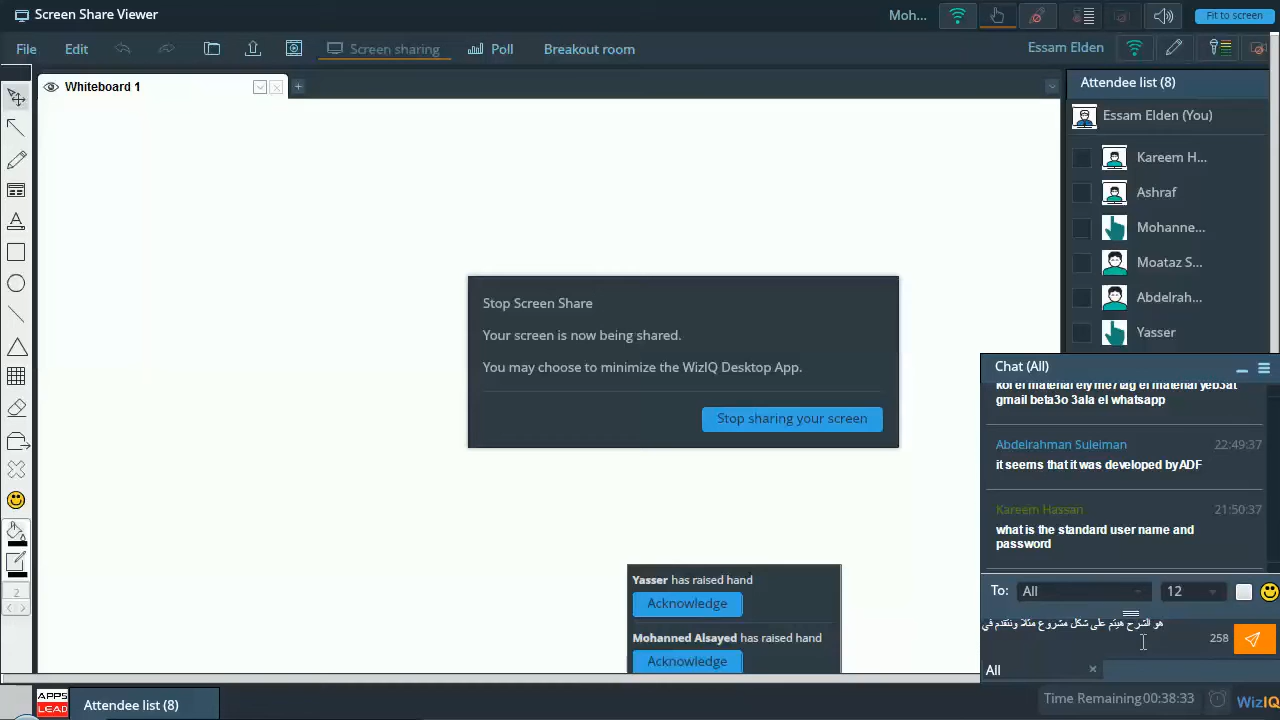 Screen Share Viewer
Moh...
Fit to screen
File
Edit
Screen sharing
Poll
Breakout room
Essam Elden
Whiteboard 1
Attendee list (8)
Essam Elden (You)
Kareem H...
Ashraf
Mohanne...
Moataz S...
Abdelrah...
Yasser
Stop Screen Share
Your screen is now being shared.
You may choose to minimize the WizIQ Desktop App.
Stop sharing your screen
Chat (All)
kol el material ely me7tag el material yeb3at
gmail beta3o 3ala el whatsapp
Abdelrahman Suleiman 22:49:37
it seems that it was developed byADF
Kareem Hassan 21:50:37
what is the standard user name and
password
To: All 12
هو الشرح هيتم على شكل مشروع مثلا ونتقدم في
258
All
Yasser has raised hand
Acknowledge
Mohanned Alsayed has raised hand
Acknowledge
2
APPS
LEAD
Attendee list (8)
Time Remaining 00:38:33
WizIQ